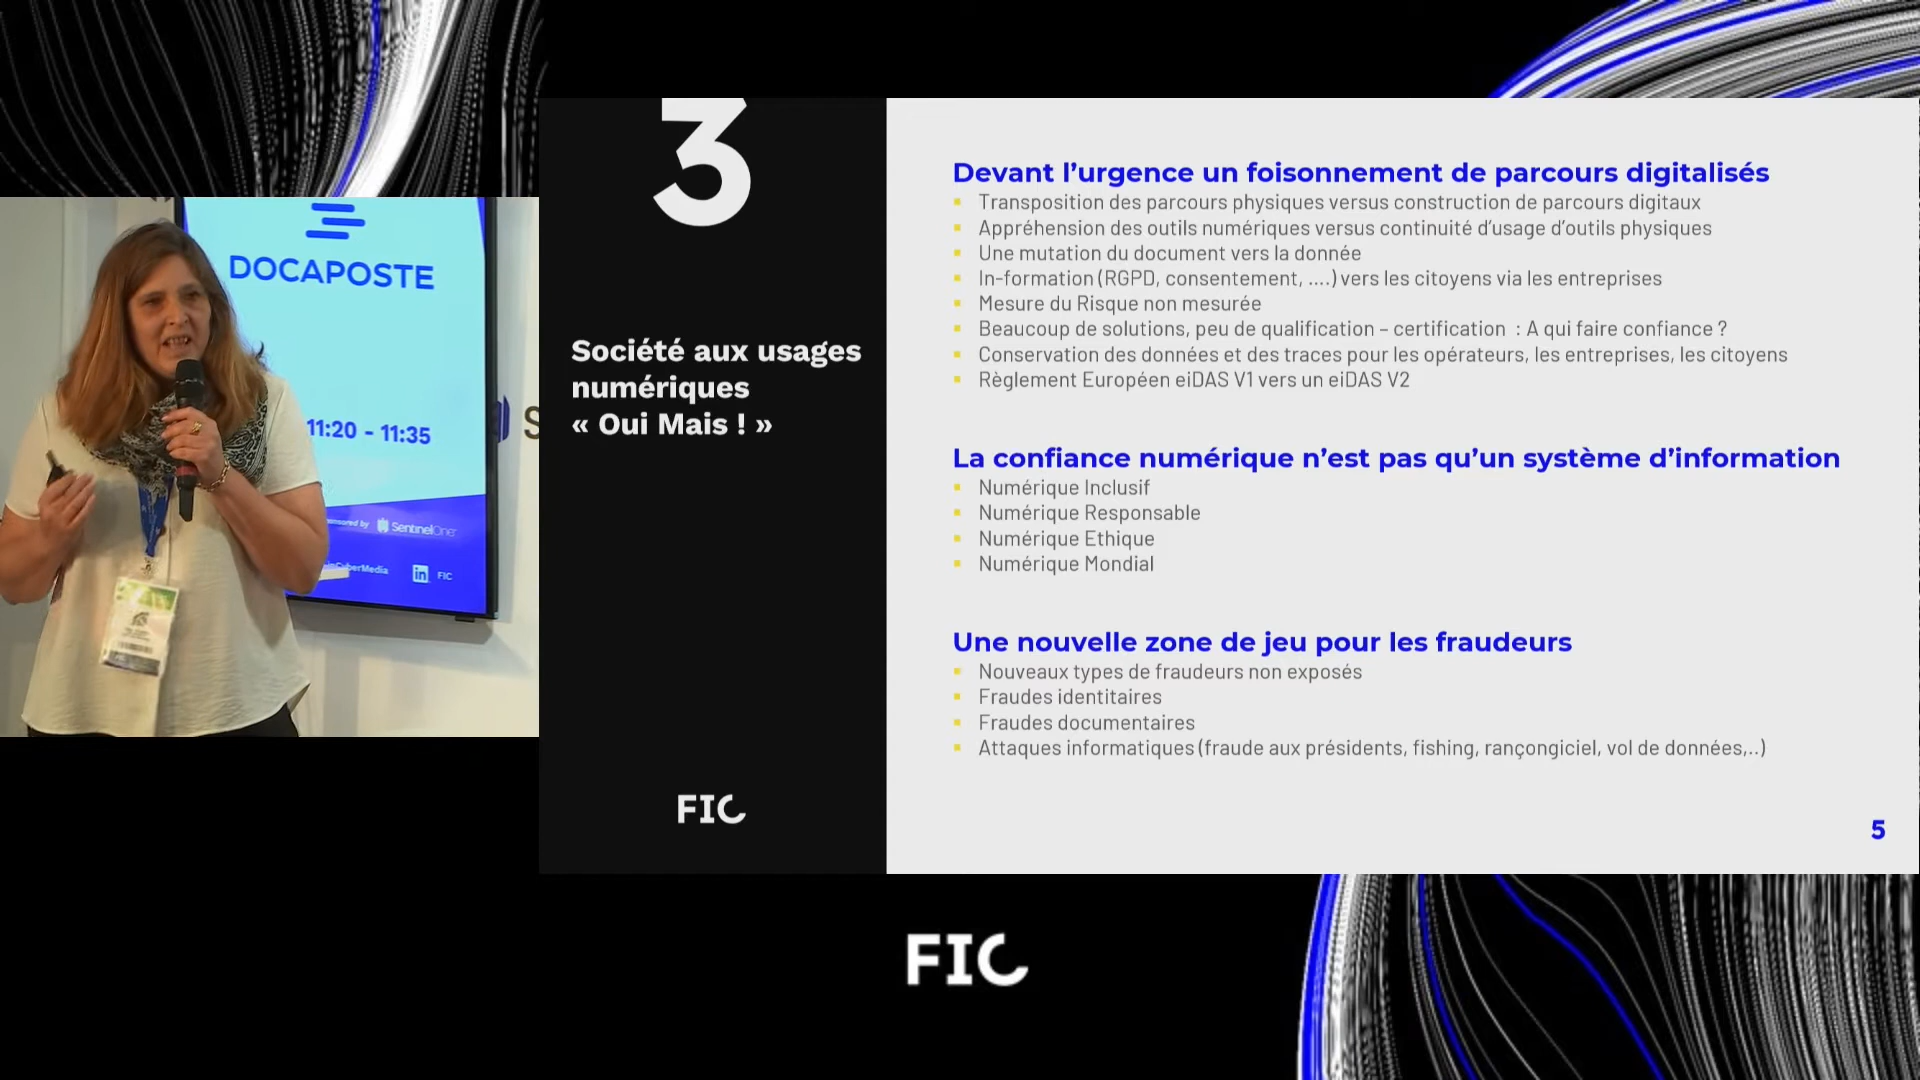 DOCAPOSTE
11:20 - 11:35
S
SentinelOne
FIC
3
Société aux usages
numériques
« Oui Mais ! »
FIC
Devant l’urgence un foisonnement de parcours digitalisés
Transposition des parcours physiques versus construction de parcours digitaux
Appréhension des outils numériques versus continuité d’usage d’outils physiques
Une mutation du document vers la donnée
In-formation (RGPD, consentement, ....) vers les citoyens via les entreprises
Mesure du Risque non mesurée
Beaucoup de solutions, peu de qualification – certification : A qui faire confiance ?
Conservation des données et des traces pour les opérateurs, les entreprises, les citoyens
Règlement Européen eiDAS V1 vers un eiDAS V2
La confiance numérique n’est pas qu’un système d’information
Numérique Inclusif
Numérique Responsable
Numérique Ethique
Numérique Mondial
Une nouvelle zone de jeu pour les fraudeurs
Nouveaux types de fraudeurs non exposés
Fraudes identitaires
Fraudes documentaires
Attaques informatiques (fraude aux présidents, fishing, rançongiciel, vol de données,..)
5
FIC